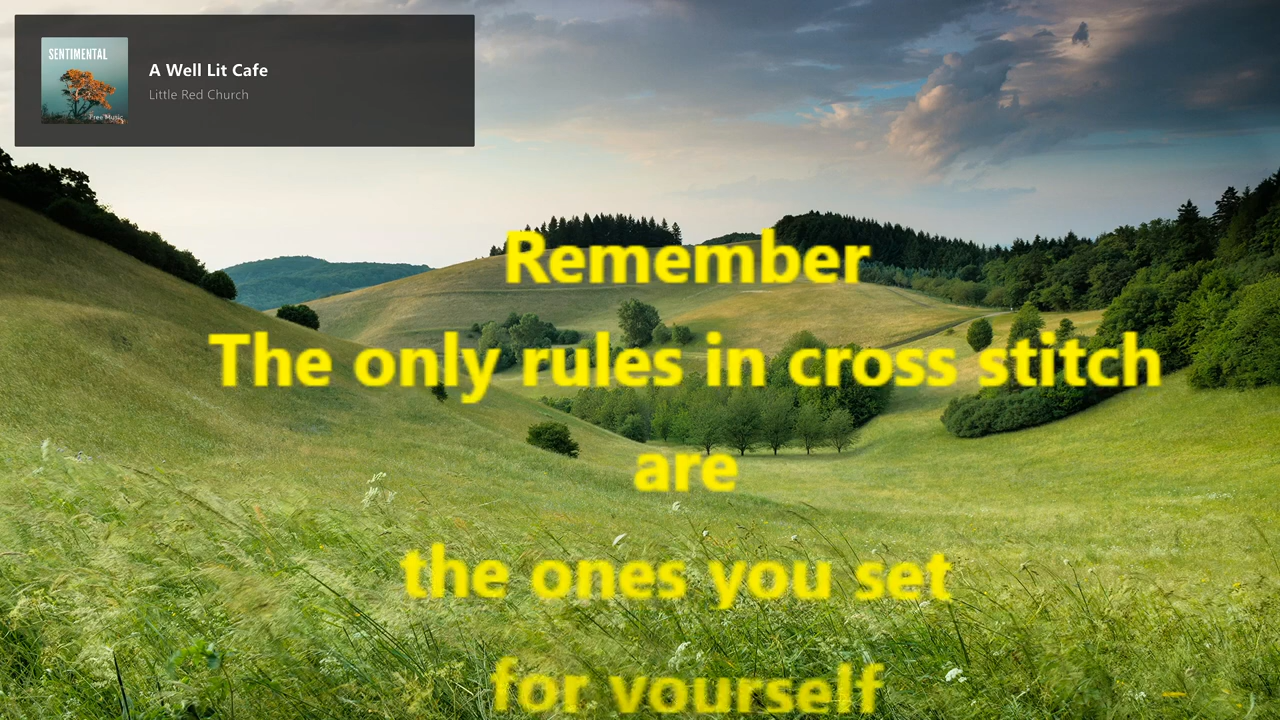 SENTIMENTAL
Free Music
A Well Lit Cafe
Little Red Church
Remember
The only rules in cross stitch
are
the ones you set
for yourself